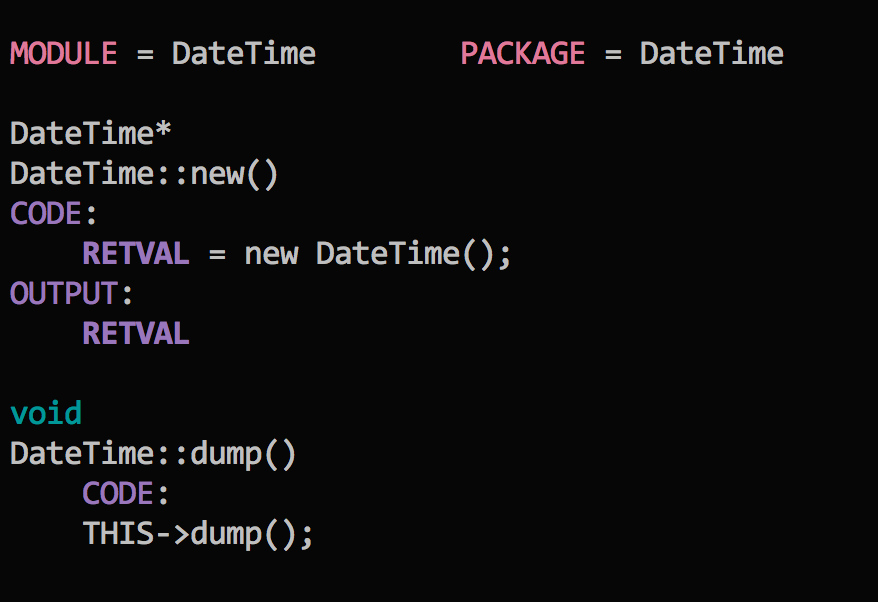 MODULE = DateTime        PACKAGE = DateTime
DateTime*
DateTime::new()
CODE:
    RETVAL = new DateTime();
OUTPUT:
    RETVAL
void
DateTime::dump()
    CODE:
    THIS->dump();